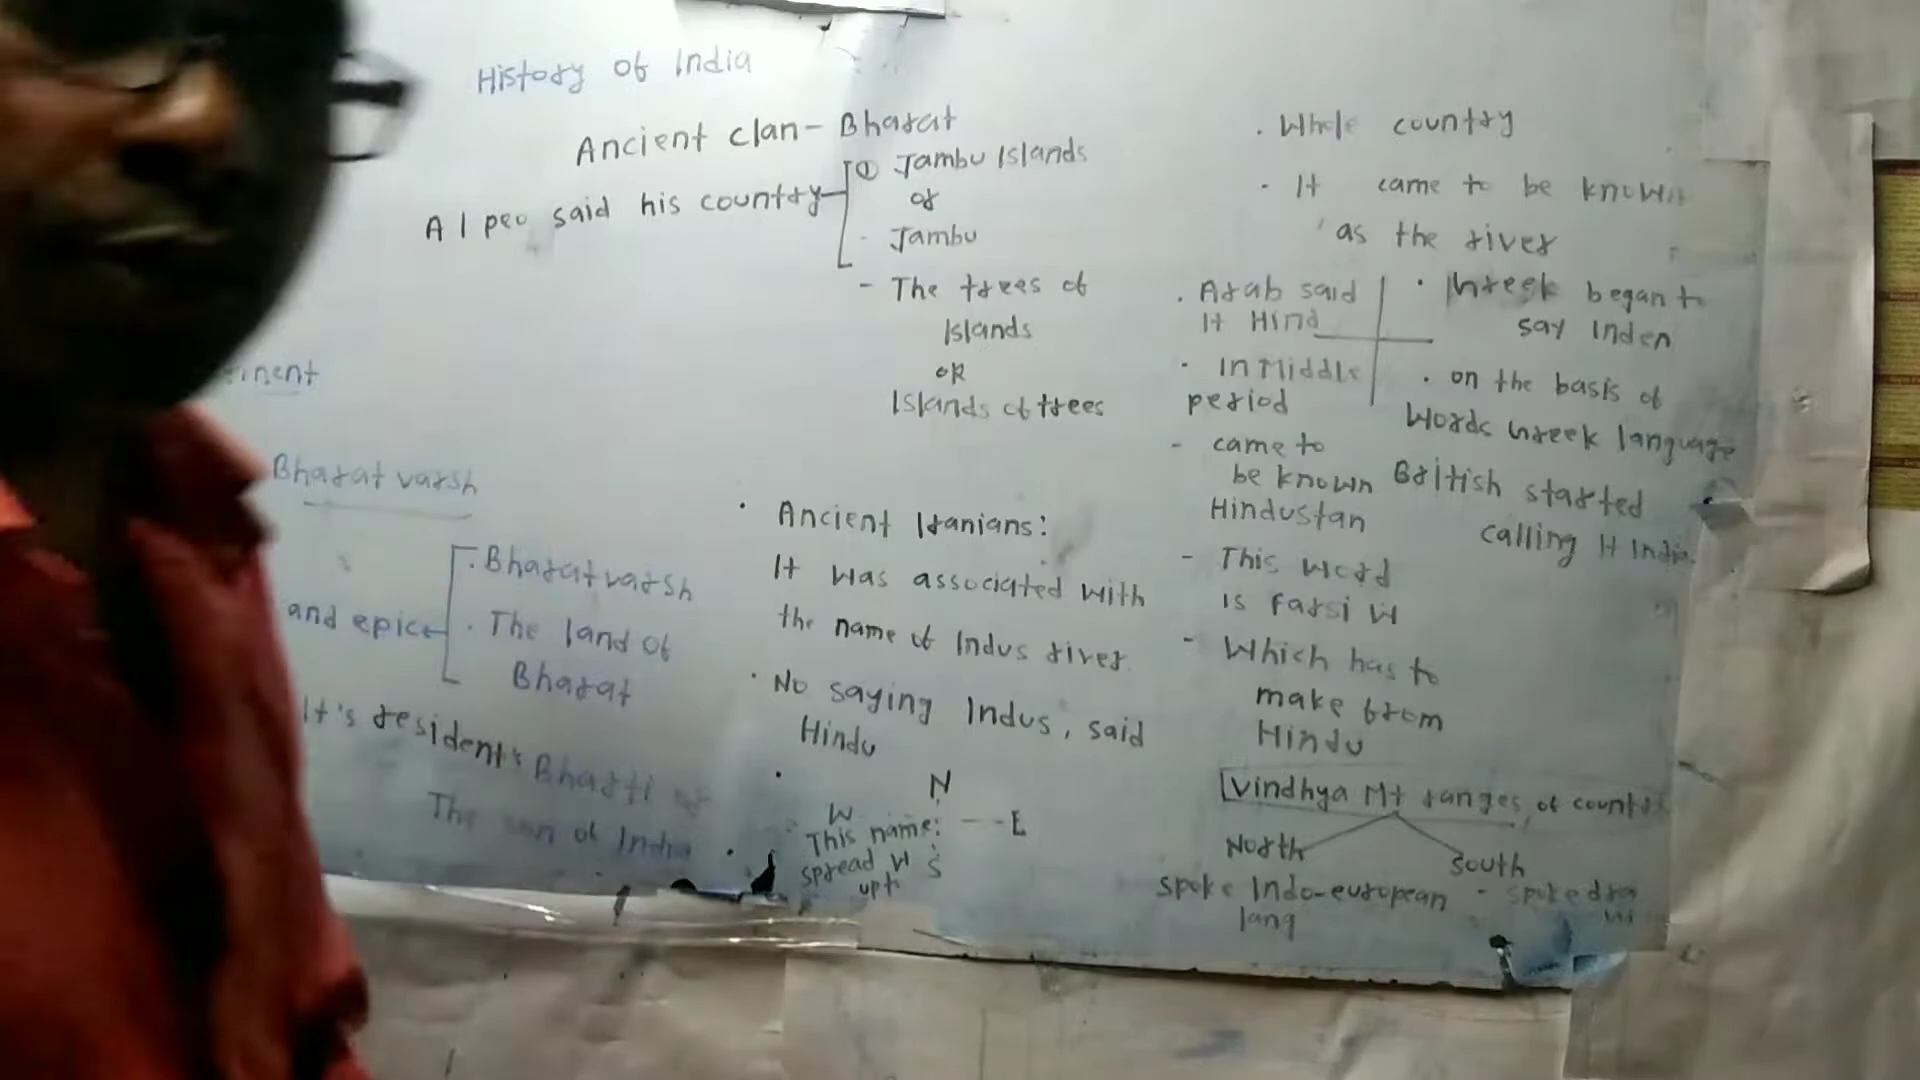 History of India
Ancient clan- Bharat
A I peo said his country
① Jambu Islands
or
- Jambu
- The trees of
Islands
OR
Islands of trees
Bharat varsh
and epic
. Bharatvarsh
. The land of
Bharat
It's residents Bharti
The son of India
. Ancient Iranians:
It was associated with
the name of Indus river.
. No saying Indus, said
Hindu
N
W
E
S
This name:
spread W
upto
. Whole country
. It came to be known
as the river
. Arab said
It Hind
. In Middle
period
- came to
be known
Hindustan
- This word
is Farsi W
- Which has to
make from
Hindu
. Greek began to
say Inden
. on the basis of
Words Greek language
British started
calling It India.
Vindhya Mt ranges of country
North
South
spoke Indo-european
lang
. spoke dra